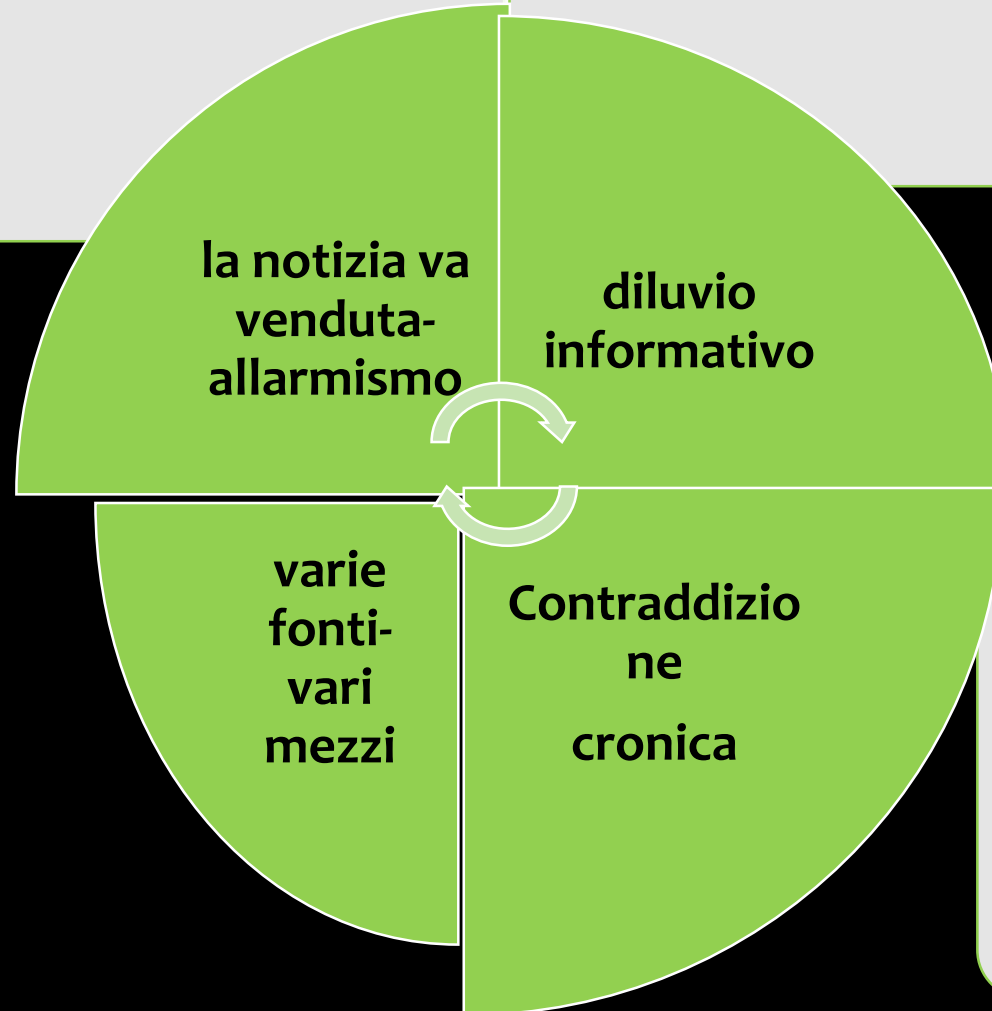 la notizia va
venduta-
allarmismo
diluvio
informativo
varie
fonti-
vari
mezzi
Contraddizio
ne
cronica